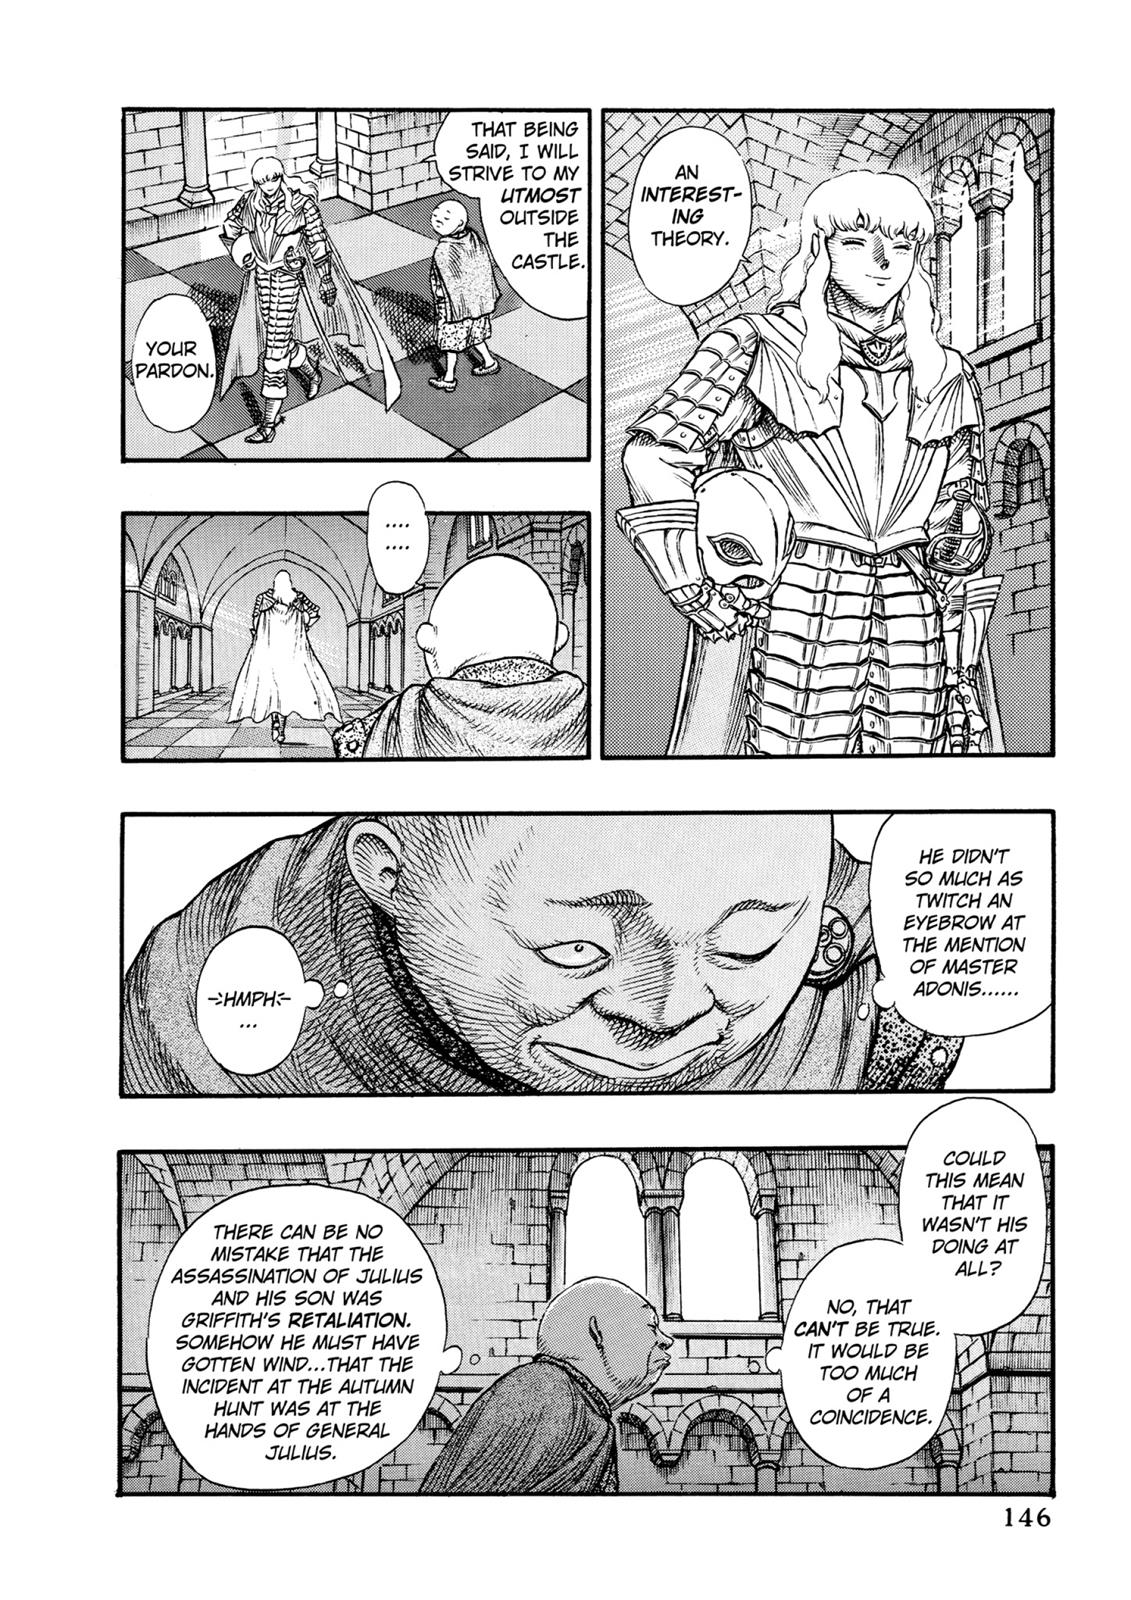 AN
INTEREST-
ING
THEORY.
THAT BEING
SAID, I WILL
STRIVE TO MY
UTMOST
OUTSIDE
THE
CASTLE.
YOUR
PARDON.
....
....
HE DIDN'T
SO MUCH AS
TWITCH AN
EYEBROW AT
THE MENTION
OF MASTER
ADONIS......
-HMPH-
...
COULD
THIS MEAN
THAT IT
WASN'T HIS
DOING AT
ALL?
NO, THAT
CAN'T BE TRUE.
IT WOULD BE
TOO MUCH
OF A
COINCIDENCE.
THERE CAN BE NO
MISTAKE THAT THE
ASSASSINATION OF JULIUS
AND HIS SON WAS
GRIFFITH'S RETALIATION.
SOMEHOW HE MUST HAVE
GOTTEN WIND...THAT THE
INCIDENT AT THE AUTUMN
HUNT WAS AT THE
HANDS OF GENERAL
JULIUS.
146